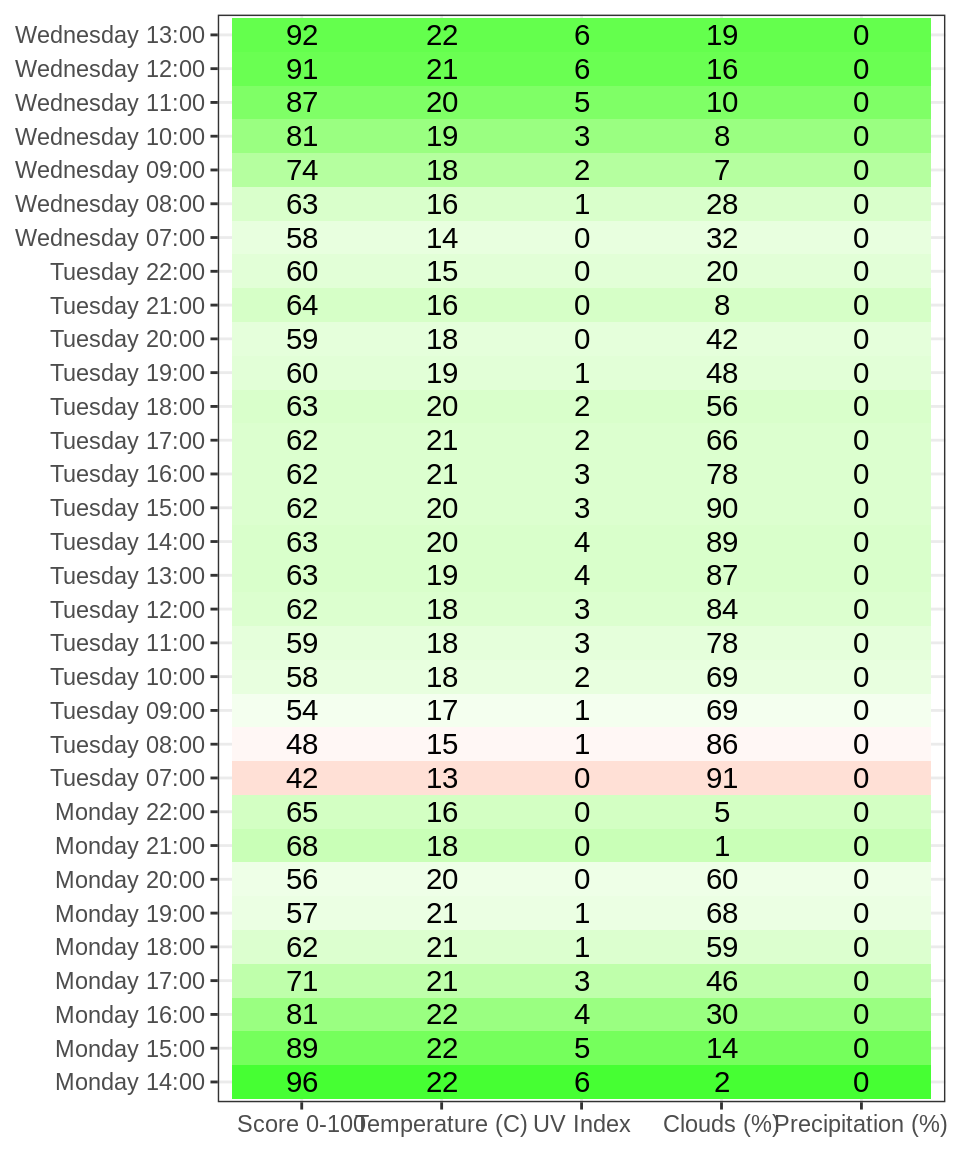 Wednesday 13:00 92 22 6 19 0
Wednesday 12:00 91 21 6 16 0
Wednesday 11:00 87 20 5 10 0
Wednesday 10:00 81 19 3 8 0
Wednesday 09:00 74 18 2 7 0
Wednesday 08:00 63 16 1 28 0
Wednesday 07:00 58 14 0 32 0
Tuesday 22:00 60 15 0 20 0
Tuesday 21:00 64 16 0 8 0
Tuesday 20:00 59 18 0 42 0
Tuesday 19:00 60 19 1 48 0
Tuesday 18:00 63 20 2 56 0
Tuesday 17:00 62 21 2 66 0
Tuesday 16:00 62 21 3 78 0
Tuesday 15:00 62 20 3 90 0
Tuesday 14:00 63 20 4 89 0
Tuesday 13:00 63 19 4 87 0
Tuesday 12:00 62 18 3 84 0
Tuesday 11:00 59 18 3 78 0
Tuesday 10:00 58 18 2 69 0
Tuesday 09:00 54 17 1 69 0
Tuesday 08:00 48 15 1 86 0
Tuesday 07:00 42 13 0 91 0
Monday 22:00 65 16 0 5 0
Monday 21:00 68 18 0 1 0
Monday 20:00 56 20 0 60 0
Monday 19:00 57 21 1 68 0
Monday 18:00 62 21 1 59 0
Monday 17:00 71 21 3 46 0
Monday 16:00 81 22 4 30 0
Monday 15:00 89 22 5 14 0
Monday 14:00 96 22 6 2 0
Score 0-100 Temperature (C) UV Index Clouds (%) Precipitation (%)